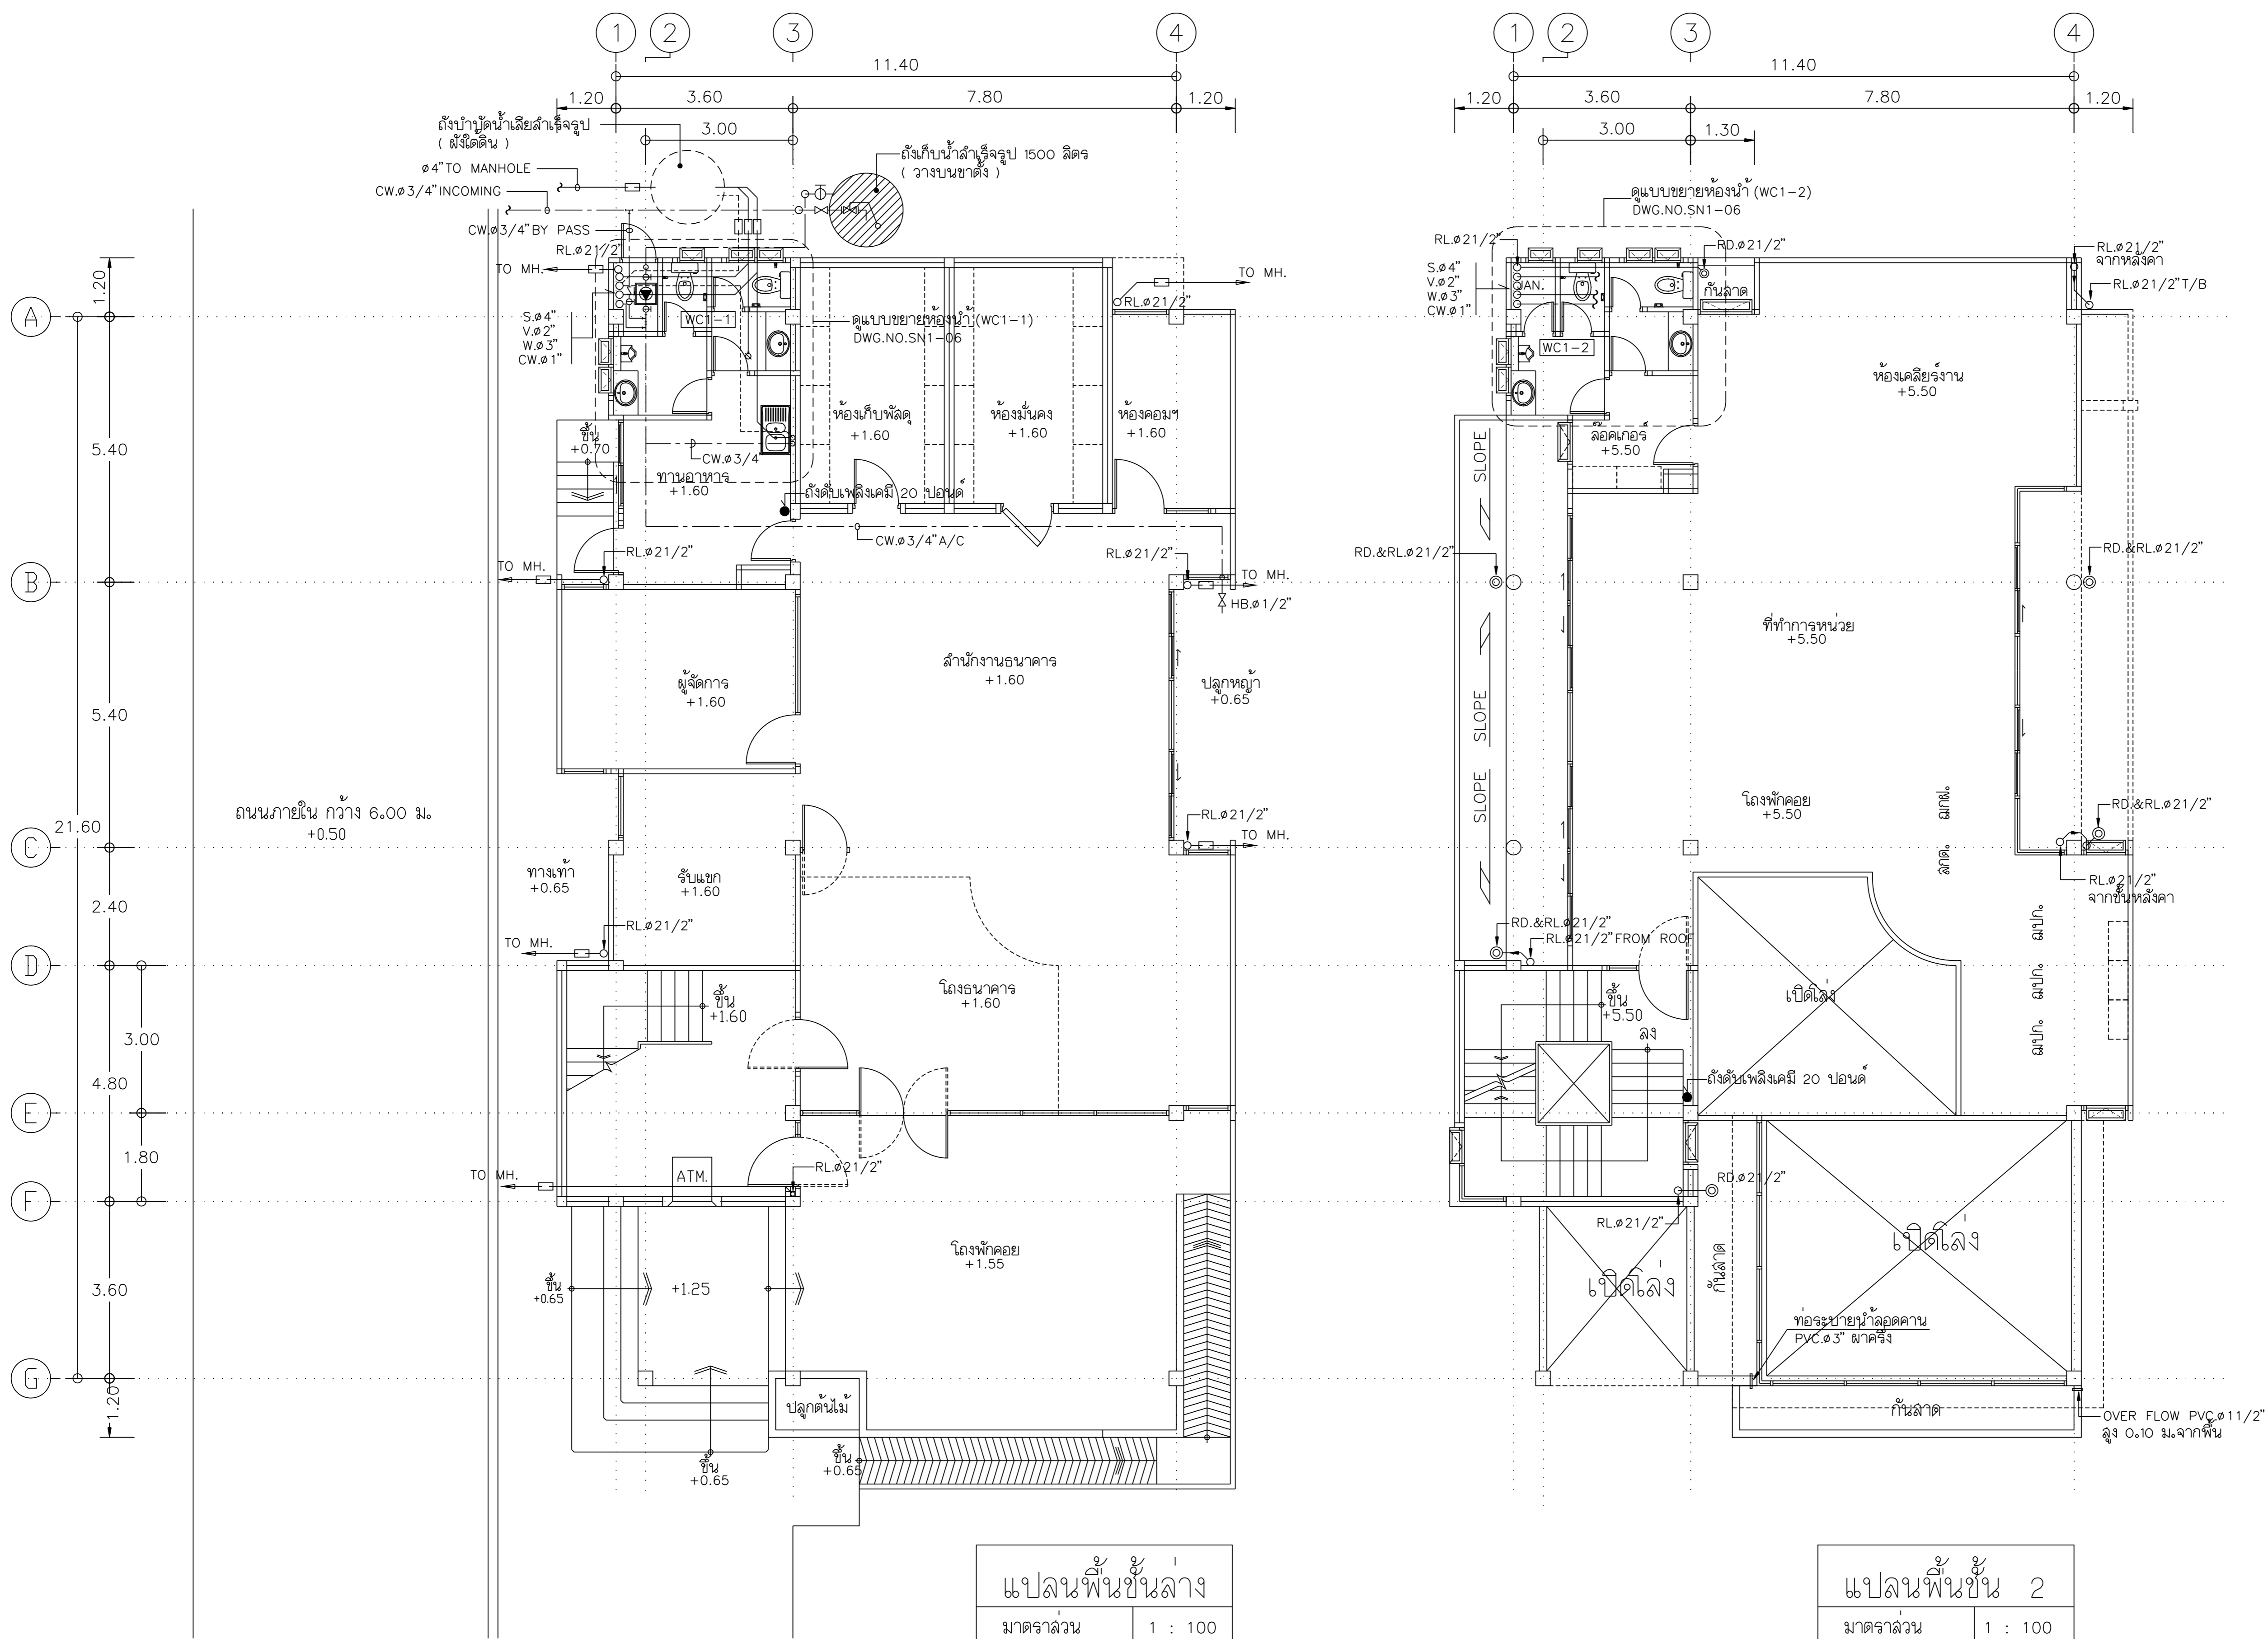 1 2 3 4
11.40
1.20 3.60 7.80 1.20
3.00
ถังบำบัดน้ำเสียสำเร็จรูป
( ฝังใต้ดิน )
ø4"TO MANHOLE
CW.ø3/4"INCOMING
CW.ø3/4"BY PASS
RL.ø21/2"
TO MH.
ถังเก็บน้ำสำเร็จรูป 1500 ลิตร
( วางบนขาตั้ง )
TO MH.
RL.ø21/2"
S.ø4"
V.ø2"
W.ø3"
CW.ø1"
WC1-1
ดูแบบขยายห้องน้ำ (WC1-1)
DWG.NO.SN1-06
ขึ้น
+0.70
ห้องเก็บพัสดุ
+1.60
ห้องมั่นคง
+1.60
ห้องคอมฯ
+1.60
CW.ø3/4"
ทานอาหาร
+1.60
ถังดับเพลิงเคมี 20 ปอนด์
CW.ø3/4"A/C
RL.ø21/2"
TO MH.
RL.ø21/2"
TO MH.
HB.ø1/2"
ผู้จัดการ
+1.60
สำนักงานธนาคาร
+1.60
ปลูกหญ้า
+0.65
ถนนภายใน กว้าง 6.00 ม.
+0.50
RL.ø21/2"
TO MH.
ทางเท้า
+0.65
รับแขก
+1.60
RL.ø21/2"
TO MH.
ขึ้น
+1.60
โถงธนาคาร
+1.60
TO MH.
ATM.
RL.ø21/2"
โถงพักคอย
+1.55
ขึ้น
+0.65
+1.25
ปลูกต้นไม้
ขึ้น
+0.65
ขึ้น
+0.65
A
B
C
D
E
F
G
1.20
5.40
5.40
21.60
2.40
3.00
4.80
1.80
3.60
1.20
แปลนพื้นชั้นล่าง
มาตราส่วน 1 : 100
1 2 3 4
11.40
1.20 3.60 7.80 1.20
3.00 1.30
ดูแบบขยายห้องน้ำ (WC1-2)
DWG.NO.SN1-06
RL.ø21/2"
RD.ø21/2"
RL.ø21/2"
จากหลังคา
RL.ø21/2"T/B
S.ø4"
V.ø2"
W.ø3"
CW.ø1"
JAN.
กันสาด
WC1-2
ห้องเคลียร์งาน
+5.50
ล๊อคเกอร์
+5.50
SLOPE
RD.&RL.ø21/2"
RD.&RL.ø21/2"
ที่ทำการหน่วย
+5.50
SLOPE
SLOPE
SLOPE
โถงพักคอย
+5.50
ฌกฝ.
สกด.
RD.&RL.ø21/2"
RL.ø21/2"
จากชั้นหลังคา
RD.&RL.ø21/2"
RL.ø21/2"FROM ROOF
ฌปก.
ฌปก.
ฌปก.
ขึ้น
+5.50
ลง
เปิดโล่ง
ถังดับเพลิงเคมี 20 ปอนด์
RD.ø21/2"
RL.ø21/2"
เปิดโล่ง
เปิดโล่ง
กันสาด
ท่อระบายน้ำลอดคาน
PVC.ø3" ผาครึ่ง
กันสาด
OVER FLOW PVC.ø11/2"
สูง 0.10 ม.จากพื้น
แปลนพื้นชั้น 2
มาตราส่วน 1 : 100